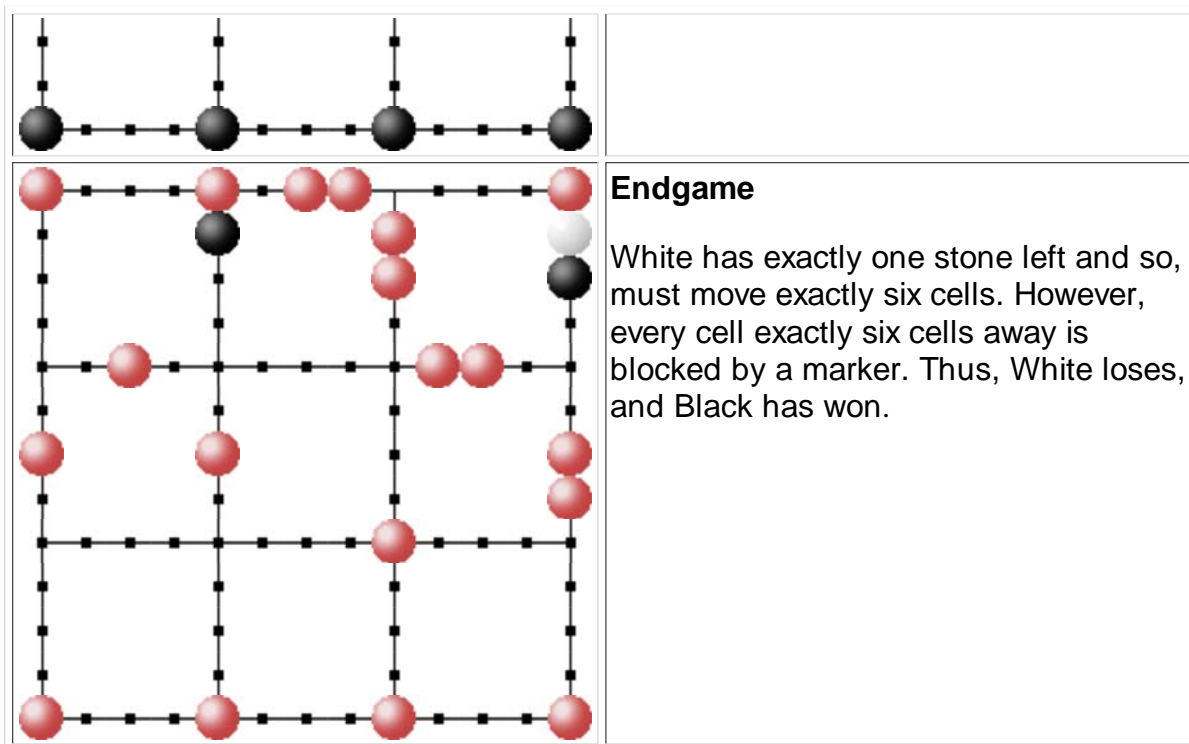 Endgame
White has exactly one stone left and so,
must move exactly six cells. However,
every cell exactly six cells away is
blocked by a marker. Thus, White loses,
and Black has won.